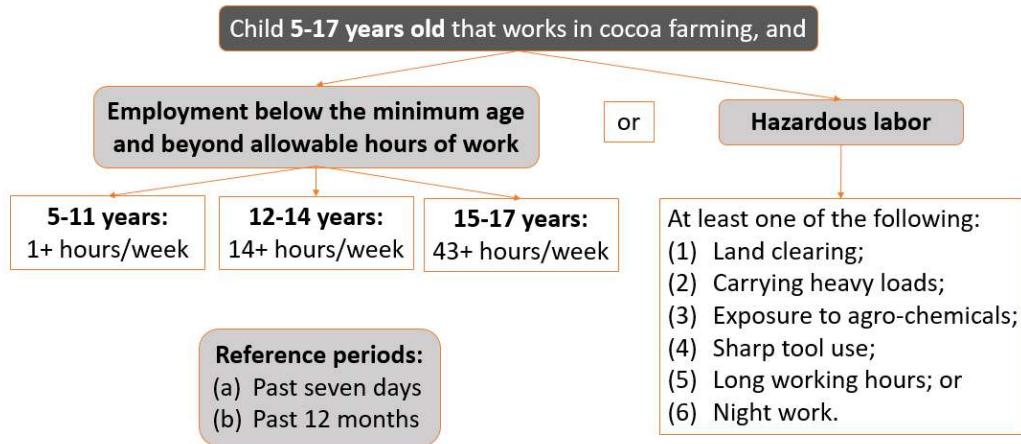 Child 5-17 years old that works in cocoa farming, and
Employment below the minimum age
and beyond allowable hours of work
or
Hazardous labor
5-11 years:
1+ hours/week
12-14 years:
14+ hours/week
15-17 years:
43+ hours/week
At least one of the following:
(1) Land clearing;
(2) Carrying heavy loads;
(3) Exposure to agro-chemicals;
(4) Sharp tool use;
(5) Long working hours; or
(6) Night work.
Reference periods:
(a) Past seven days
(b) Past 12 months